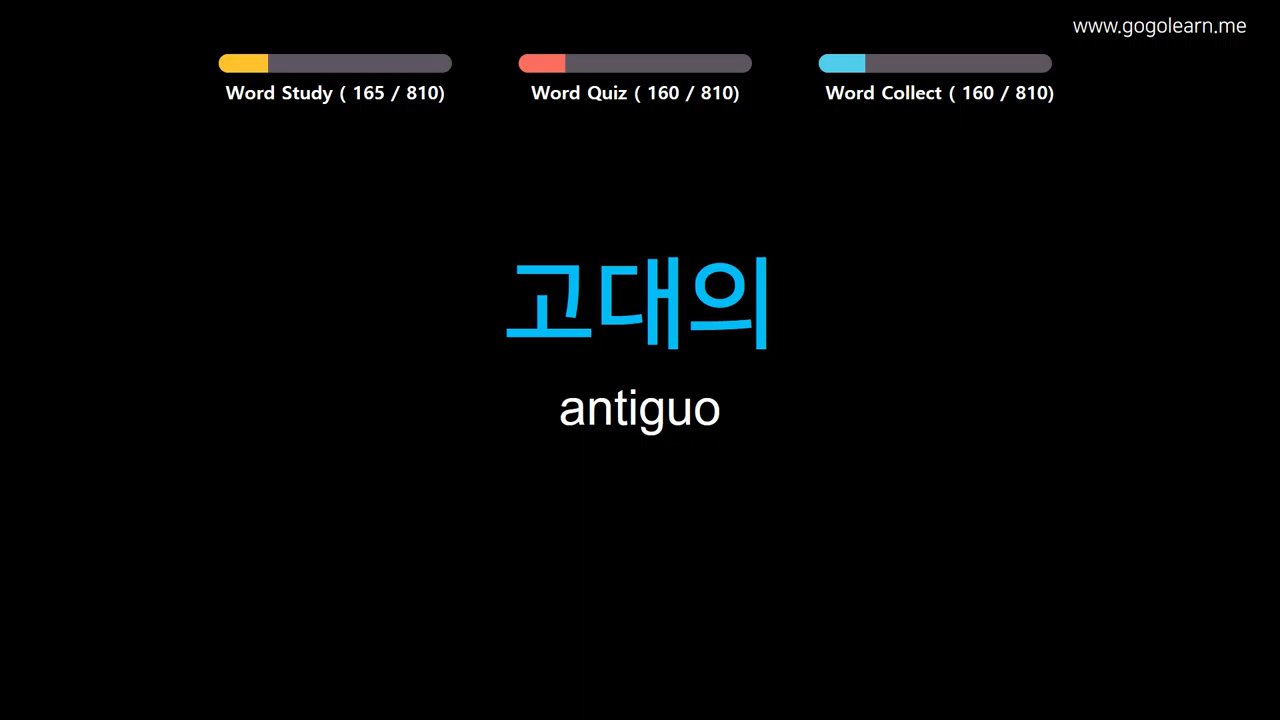 www.gogolearn.me
Word Study ( 165 / 810)
Word Quiz ( 160 / 810)
Word Collect ( 160 / 810)
고대의
antiguo